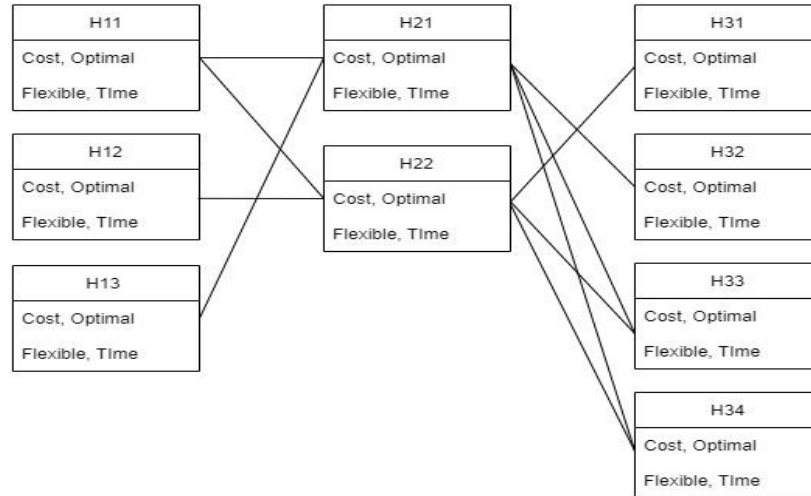 H11
Cost, Optimal
Flexible, TIme
H12
Cost, Optimal
Flexible, TIme
H13
Cost, Optimal
Flexible, TIme
H21
Cost, Optimal
Flexible, TIme
H22
Cost, Optimal
Flexible, TIme
H31
Cost, Optimal
Flexible, TIme
H32
Cost, Optimal
Flexible, TIme
H33
Cost, Optimal
Flexible, TIme
H34
Cost, Optimal
Flexible, TIme